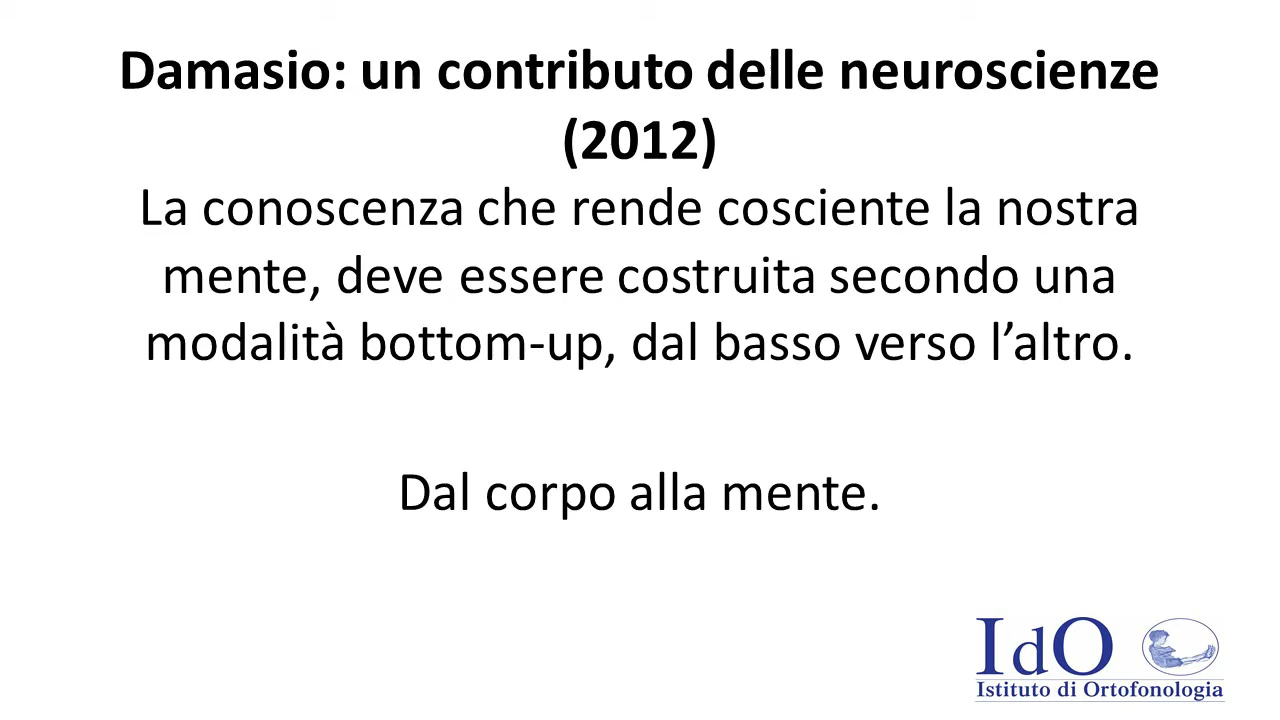 Damasio: un contributo delle neuroscienze
(2012)
La conoscenza che rende cosciente la nostra
mente, deve essere costruita secondo una
modalità bottom-up, dal basso verso l’altro.
Dal corpo alla mente.
IdO
Istituto di Ortofonologia